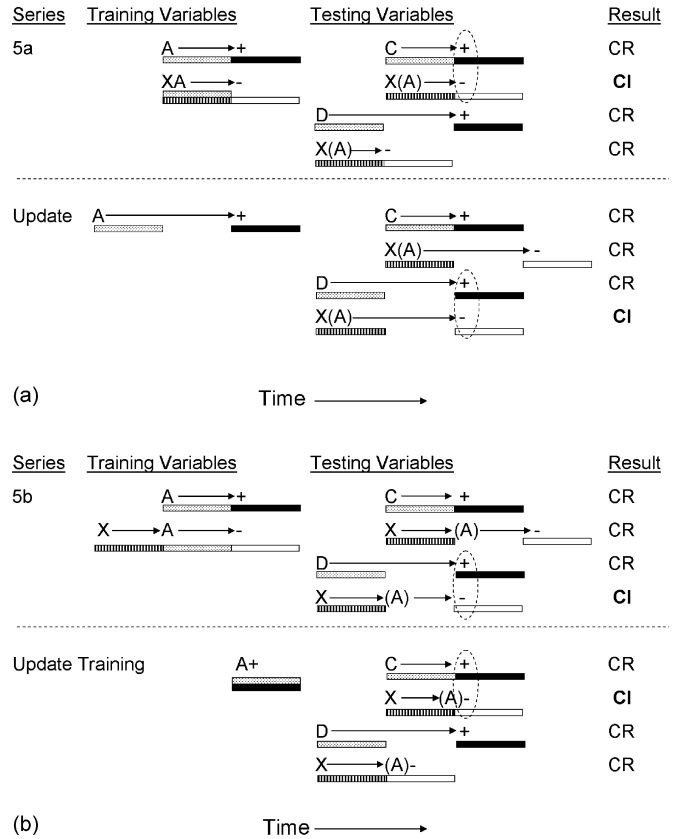 Series Training Variables Testing Variables Result
5a A + C + CR
XA - X(A) - CI
D + CR
X(A) - CR
Update A + C + CR
X(A) - CR
D + CR
X(A) - CI
(a) Time
Series Training Variables Testing Variables Result
5b A + C + CR
X A - X (A) - CR
D + CR
X (A) - CI
Update Training A+ C + CR
X (A)- CI
D + CR
X (A)- CR
(b) Time